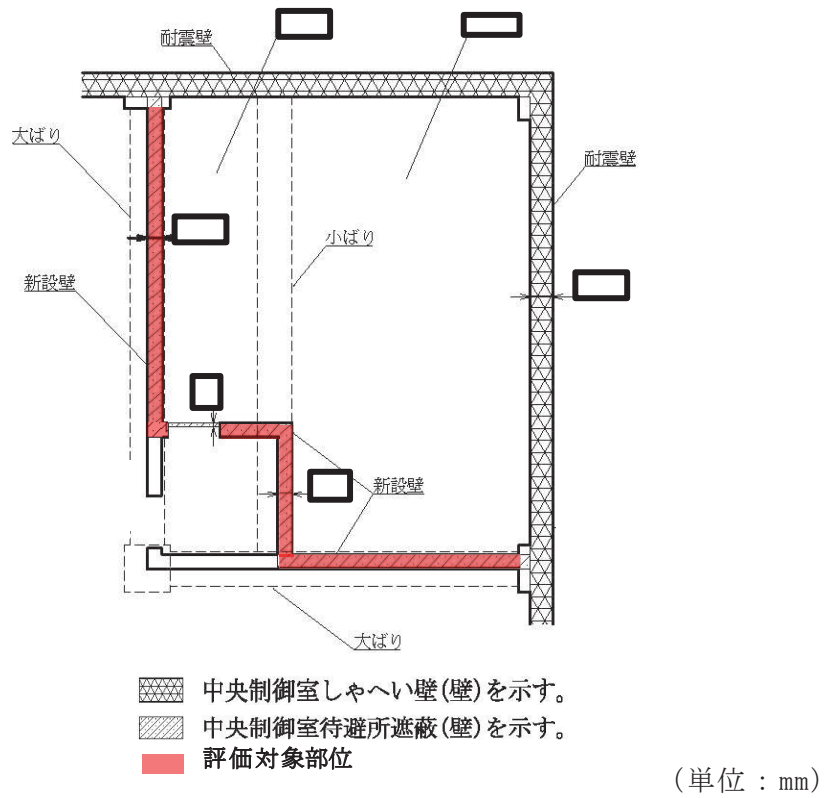 耐震壁
大ばり
耐震壁
小ばり
新設壁
新設壁
大ばり
中央制御室しゃへい壁(壁)を示す。
中央制御室待避所遮蔽(壁)を示す。
評価対象部位
(単位:mm)